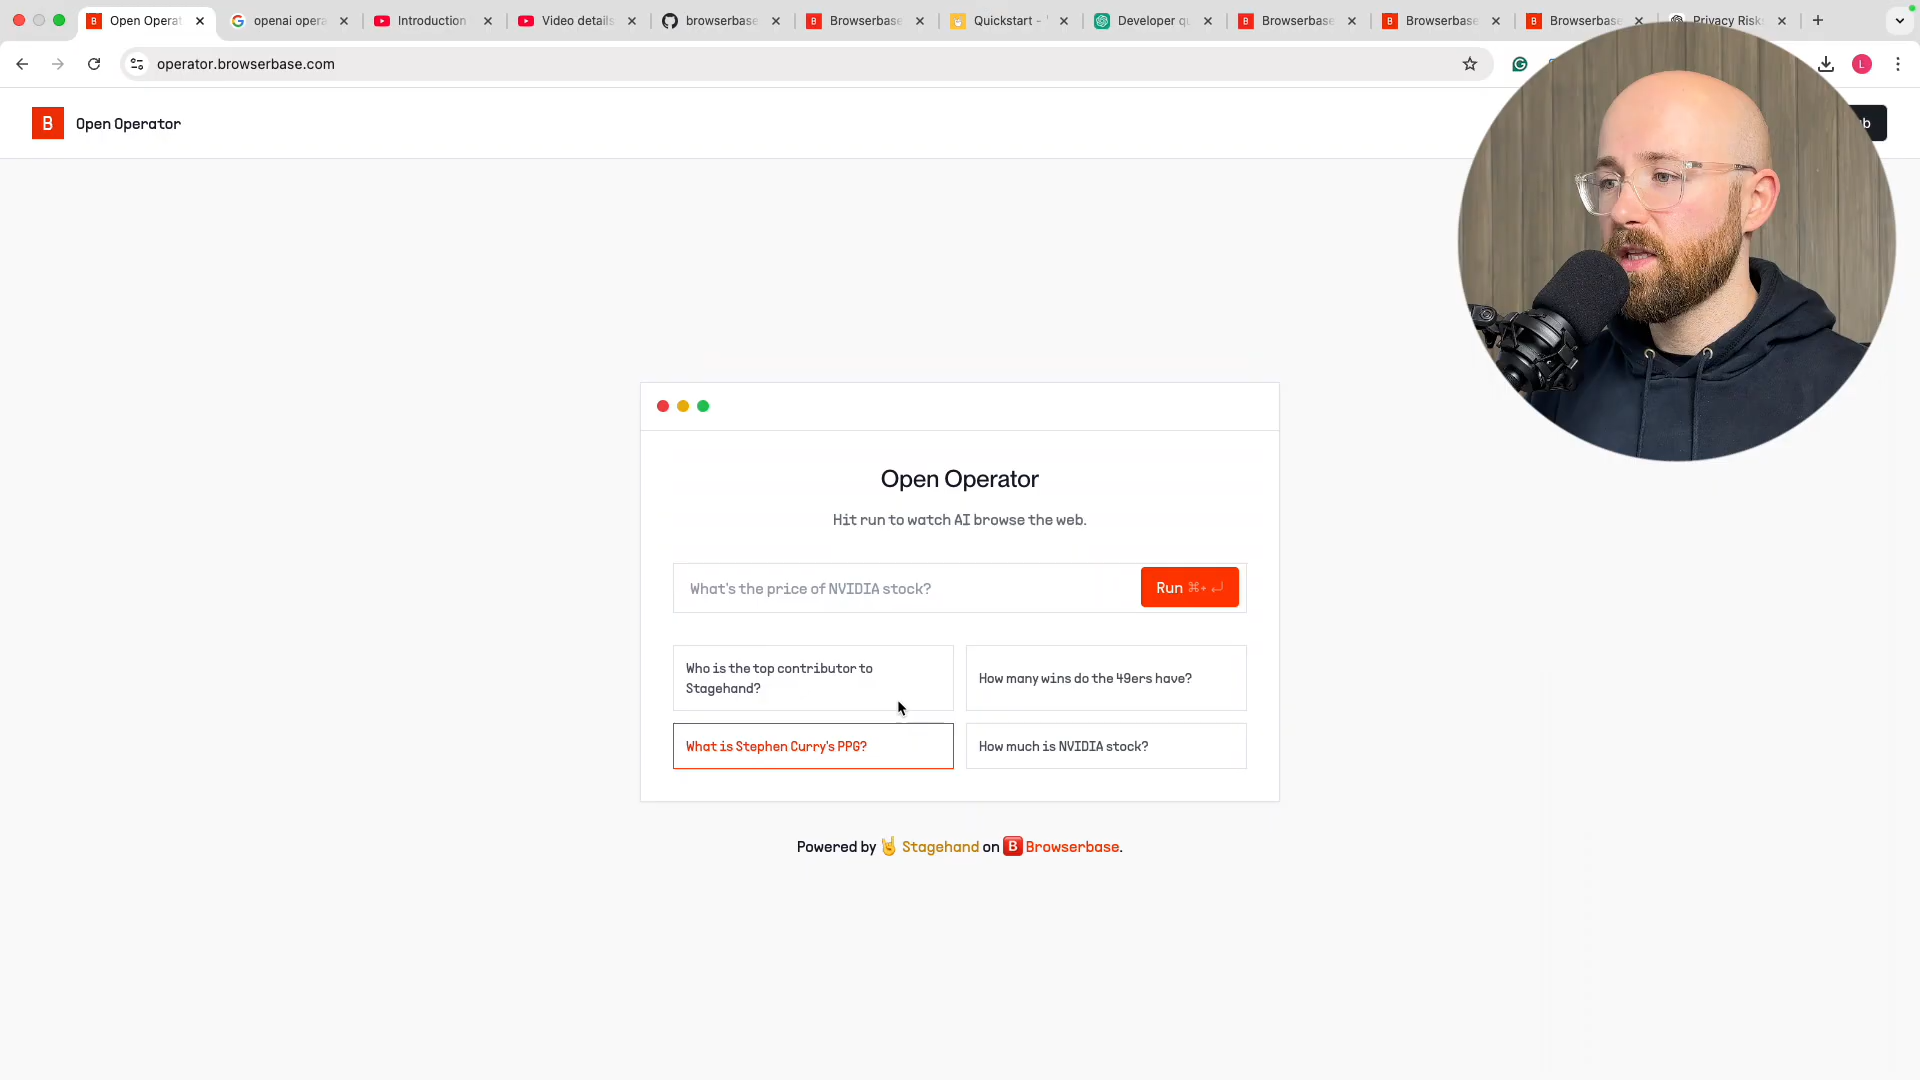 Open Operat
openai opera
Introduction
Video details
browserbase
Browserbase
Quickstart -
Developer q
Browserbase
Browserbase
Browserbase
Privacy Risk
operator.browserbase.com
L
B
Open Operator
Open Operator
Hit run to watch AI browse the web.
What's the price of NVIDIA stock?
Run ⌘+ ↵
Who is the top contributor to
Stagehand?
How many wins do the 49ers have?
What is Stephen Curry's PPG?
How much is NVIDIA stock?
Powered by 🤘 Stagehand on B Browserbase.